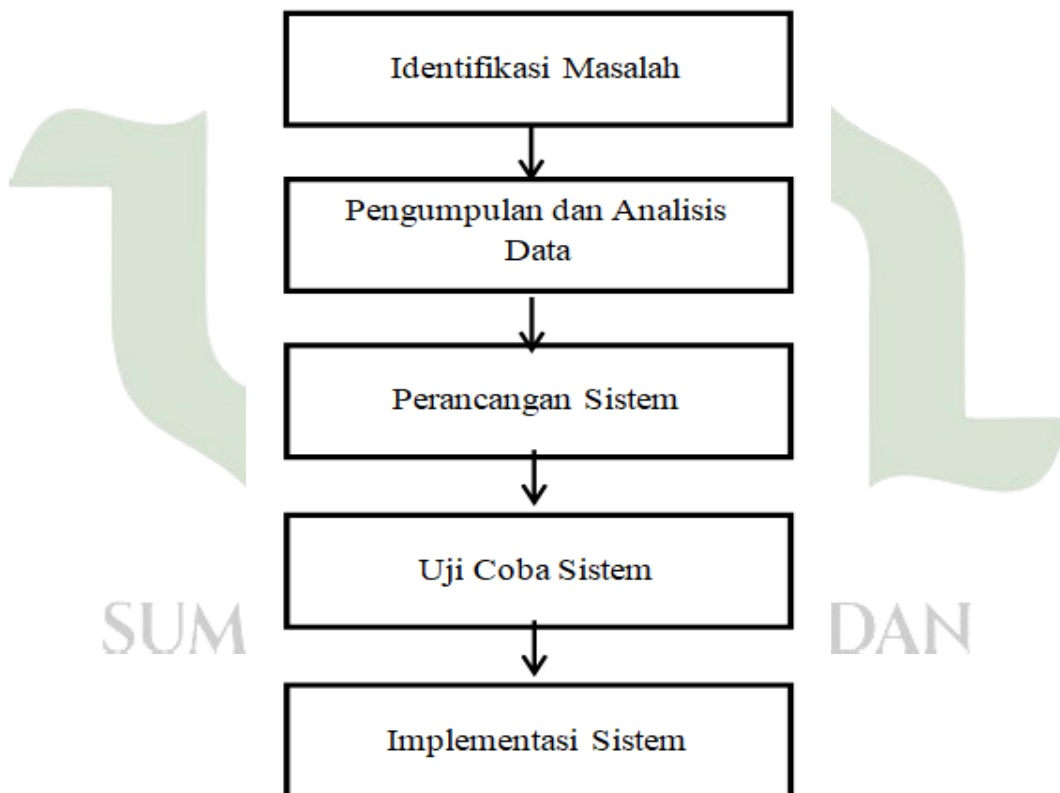 Identifikasi Masalah
Pengumpulan dan Analisis
Data
Perancangan Sistem
Uji Coba Sistem
SUM DAN
Implementasi Sistem